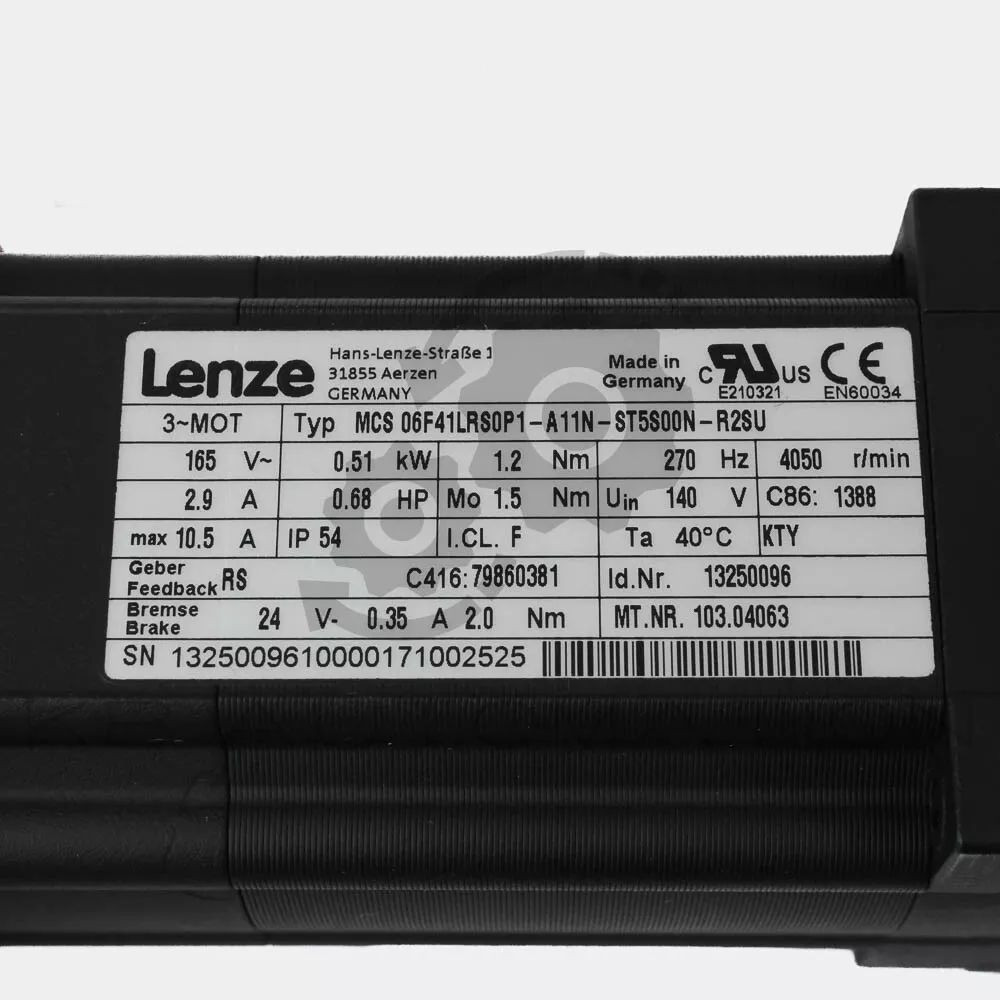 Lenze Hans-Lenze-Straße 1
31855 Aerzen
GERMANY
Made in
Germany
C RU US CE
E210321 EN60034
3~MOT Typ MCS 06F41LRS0P1-A11N-ST5S00N-R2SU
165 V~ 0.51 kW 1.2 Nm 270 Hz 4050 r/min
2.9 A 0.68 HP Mo 1.5 Nm Uin 140 V C86: 1388
max 10.5 A IP 54 I.CL. F Ta 40°C KTY
Geber
Feedback RS C416:79860381 Id.Nr. 13250096
Bremse
Brake 24 V- 0.35 A 2.0 Nm MT.NR. 103.04063
SN 1325009610000171002525